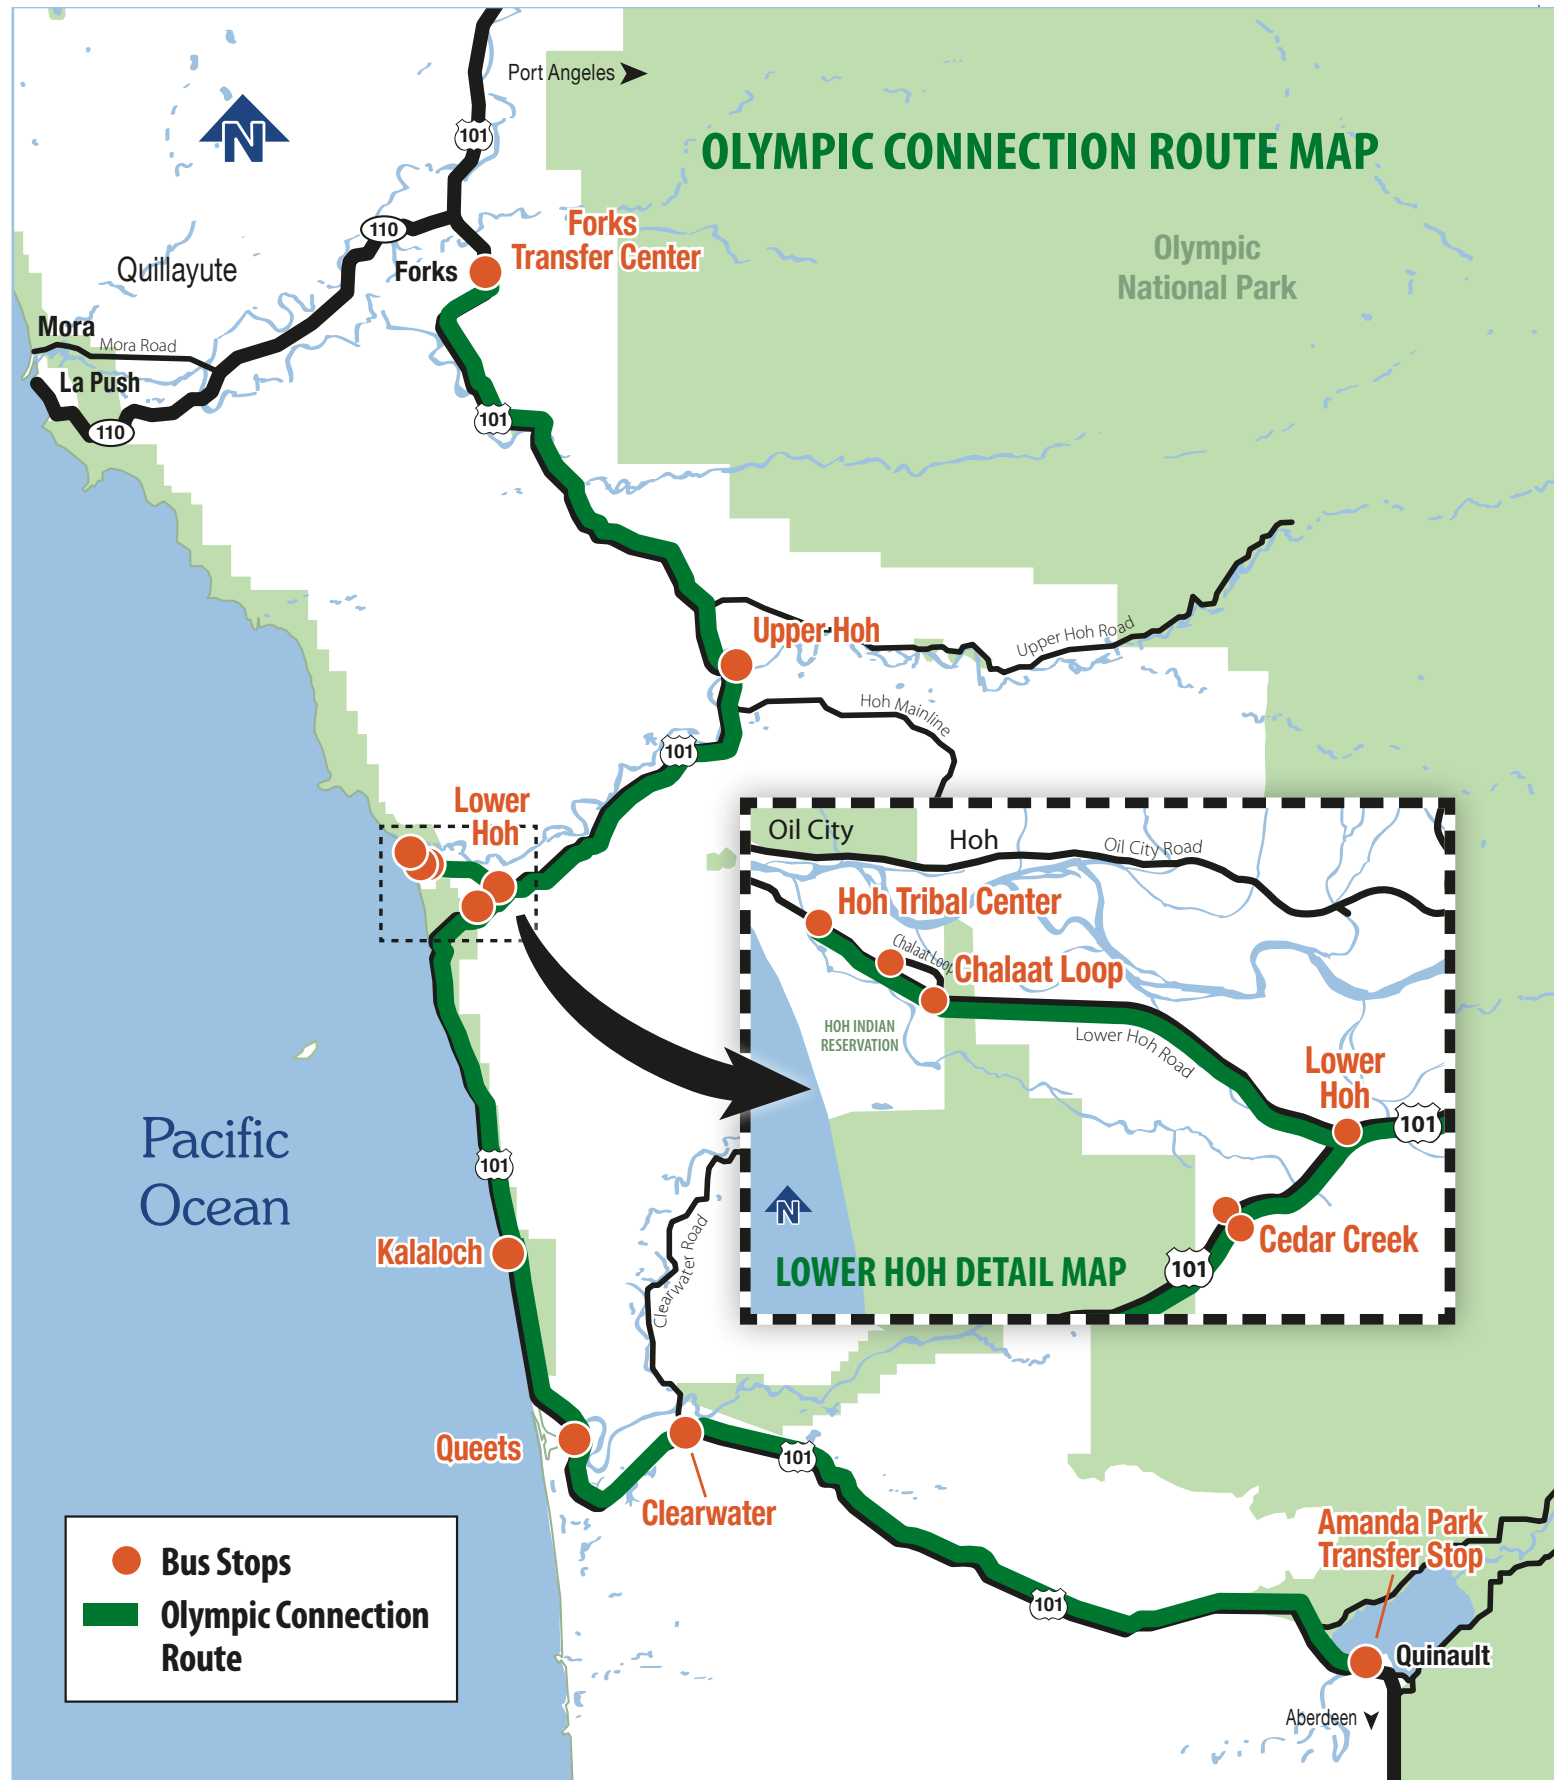 Port Angeles
N
101
OLYMPIC CONNECTION ROUTE MAP
110
Forks
Transfer Center
Forks
Quillayute
Olympic
National Park
Mora
Mora Road
La Push
101
110
Upper Hoh
Upper Hoh Road
Hoh Mainline
101
Lower
Hoh
Oil City
Hoh
Oil City Road
Hoh Tribal Center
Chalaat Loop
Chalaat Loop
HOH INDIAN
RESERVATION
Lower Hoh Road
Lower
Hoh
101
N
Cedar Creek
LOWER HOH DETAIL MAP
101
Pacific
Ocean
101
Clearwater Road
Kalaloch
Queets
101
Clearwater
Amanda Park
Transfer Stop
101
Quinault
Aberdeen
Bus Stops
Olympic Connection
Route